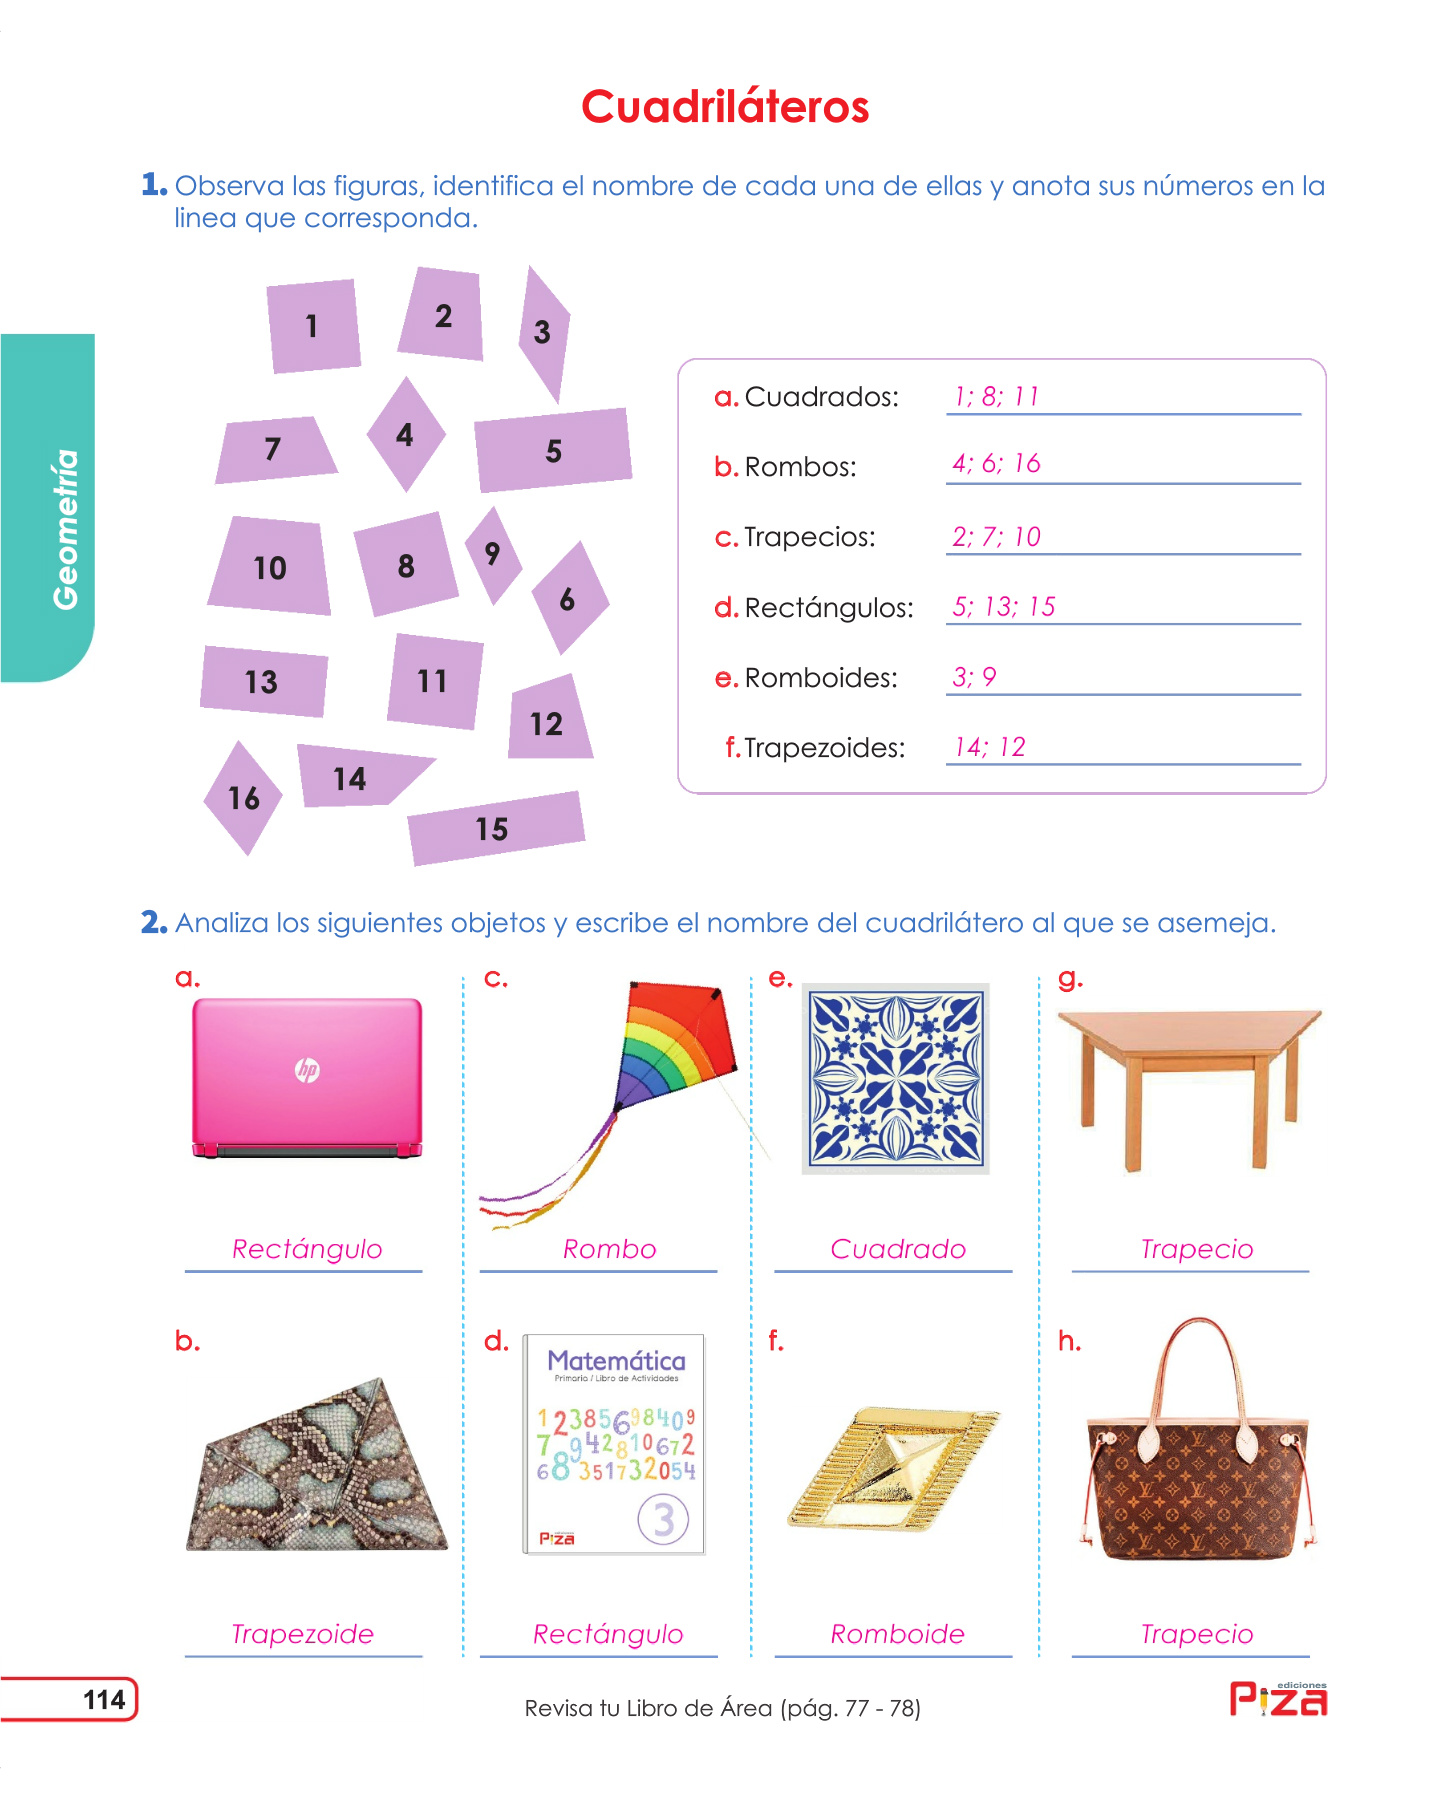 Cuadriláteros
1. Observa las figuras, identifica el nombre de cada una de ellas y anota sus números en la
linea que corresponda.
Geometría
1
2
3
7
4
5
10
8
9
6
13
11
12
16
14
15
a. Cuadrados: 1; 8; 11
b. Rombos: 4; 6; 16
c. Trapecios: 2; 7; 10
d. Rectángulos: 5; 13; 15
e. Romboides: 3; 9
f. Trapezoides: 14; 12
2. Analiza los siguientes objetos y escribe el nombre del cuadrilátero al que se asemeja.
a. c. e. g.
hp
Rectángulo Rombo Cuadrado Trapecio
b. d. f. h.
Matemática
Primaria / Libro de Actividades
1 2 3 8 5 6 9 8 4 0 9
7 9 4 2 8 1 0 6 7 2
6 8 3 5 1 7 3 2 0 5 4
3
ediciones
PIZA
LV
Trapezoide Rectángulo Romboide Trapecio
114
Revisa tu Libro de Área (pág. 77 - 78)
ediciones
PIZA